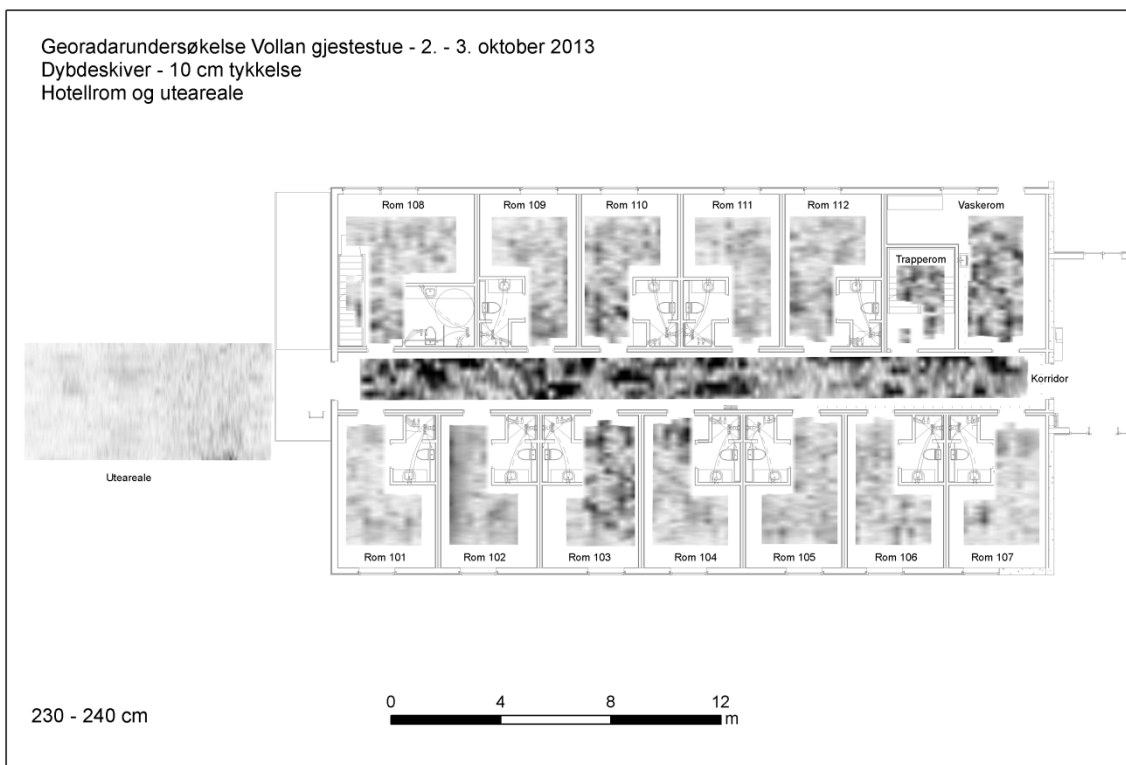 Georadarundersøkelse Vollan gjestestue - 2. - 3. oktober 2013
Dybdeskiver - 10 cm tykkelse
Hotellrom og uteareale
Rom 108
Rom 109
Rom 110
Rom 111
Rom 112
Vaskerom
Trapperom
Korridor
Uteareale
Rom 101
Rom 102
Rom 103
Rom 104
Rom 105
Rom 106
Rom 107
230 - 240 cm
0 4 8 12
m